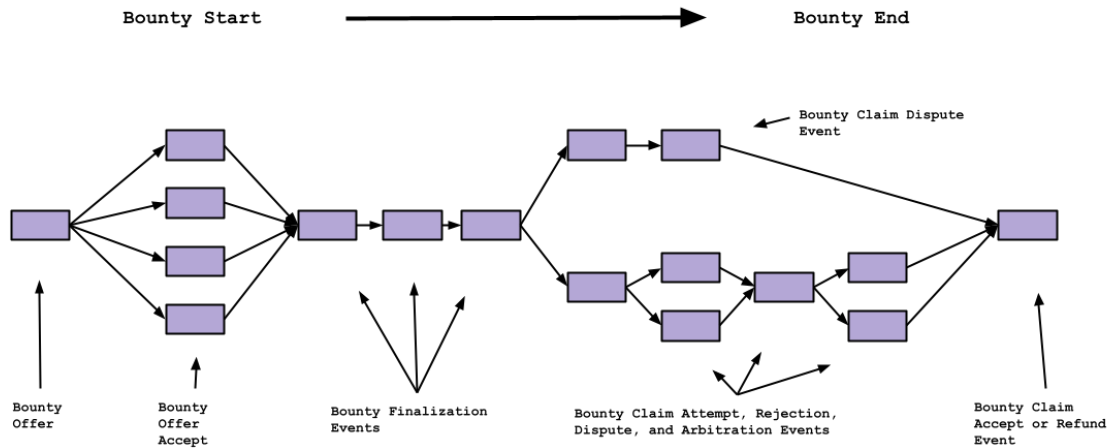 Bounty Start
Bounty End
Bounty Claim Dispute
Event
Bounty
Offer
Bounty
Offer
Accept
Bounty Finalization
Events
Bounty Claim Attempt, Rejection,
Dispute, and Arbitration Events
Bounty Claim
Accept or Refund
Event